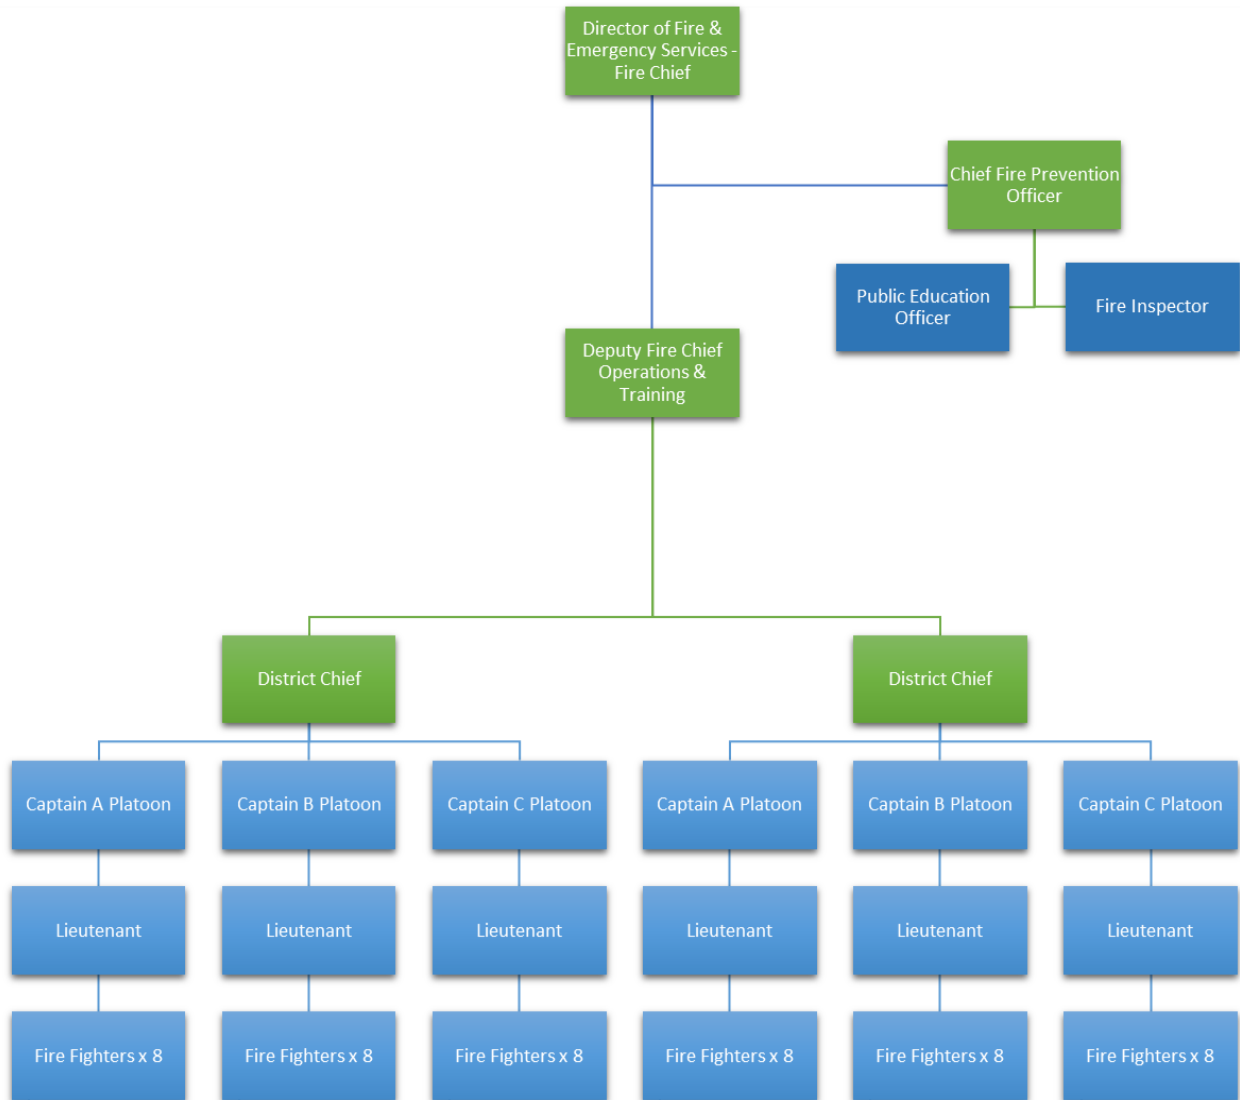 Director of Fire &
Emergency Services -
Fire Chief
Chief Fire Prevention
Officer
Public Education
Officer
Fire Inspector
Deputy Fire Chief
Operations &
Training
District Chief
District Chief
Captain A Platoon
Captain B Platoon
Captain C Platoon
Captain A Platoon
Captain B Platoon
Captain C Platoon
Lieutenant
Lieutenant
Lieutenant
Lieutenant
Lieutenant
Lieutenant
Fire Fighters x 8
Fire Fighters x 8
Fire Fighters x 8
Fire Fighters x 8
Fire Fighters x 8
Fire Fighters x 8